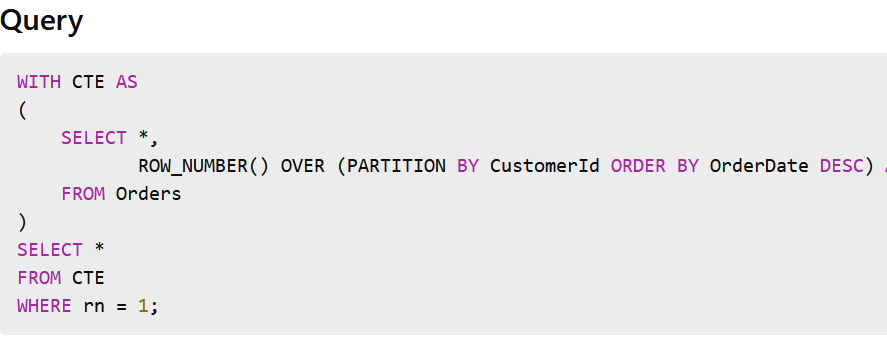 Query
WITH CTE AS
(
    SELECT *,
           ROW_NUMBER() OVER (PARTITION BY CustomerId ORDER BY OrderDate DESC)
    FROM Orders
)
SELECT *
FROM CTE
WHERE rn = 1;